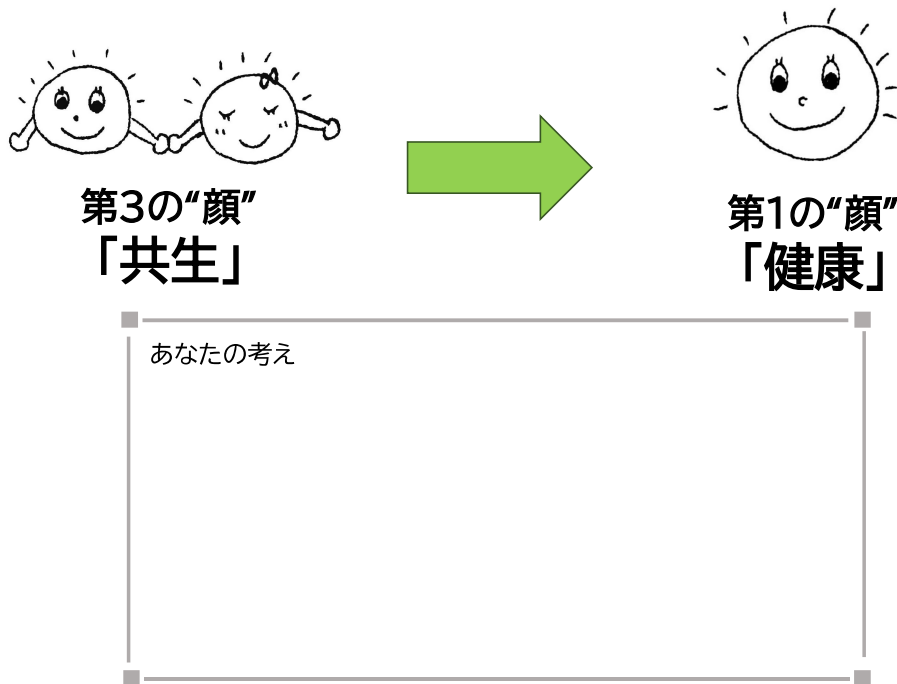 第3の“顔”
「共生」
第1の“顔”
「健康」
あなたの考え